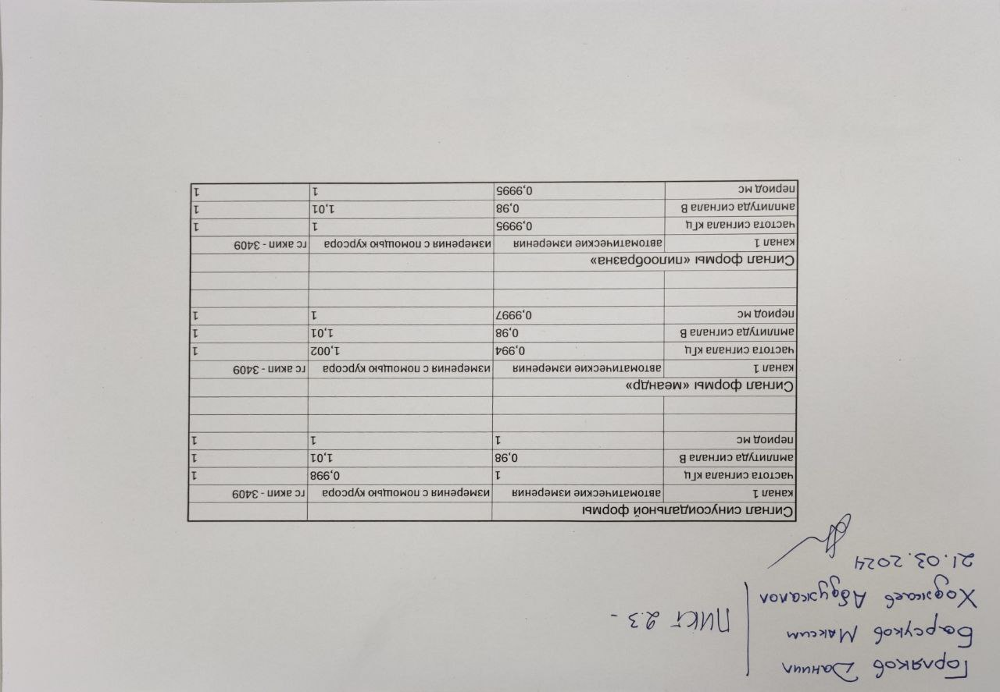 Горляков Даниил
Барсуков Максим
Ходжаев Абдужалол
ПИКТ 2.3 -
21.03.2024
Сигнал синусоидальной формы
канал 1 автоматические измерения измерения с помощью курсора гс акип - 3409
частота сигнала кГц 1 0,998 1
амплитуда сигнала В 0,98 1,01 1
период мс 1 1 1
Сигнал формы «меандр»
канал 1 автоматические измерения измерения с помощью курсора гс акип - 3409
частота сигнала кГц 0,994 1,002 1
амплитуда сигнала В 0,98 1,01 1
период мс 0,9997 1 1
Сигнал формы «пилообразна»
канал 1 автоматические измерения измерения с помощью курсора гс акип - 3409
частота сигнала кГц 0,9995 1 1
амплитуда сигнала В 0,98 1,01 1
период мс 0,9995 1 1